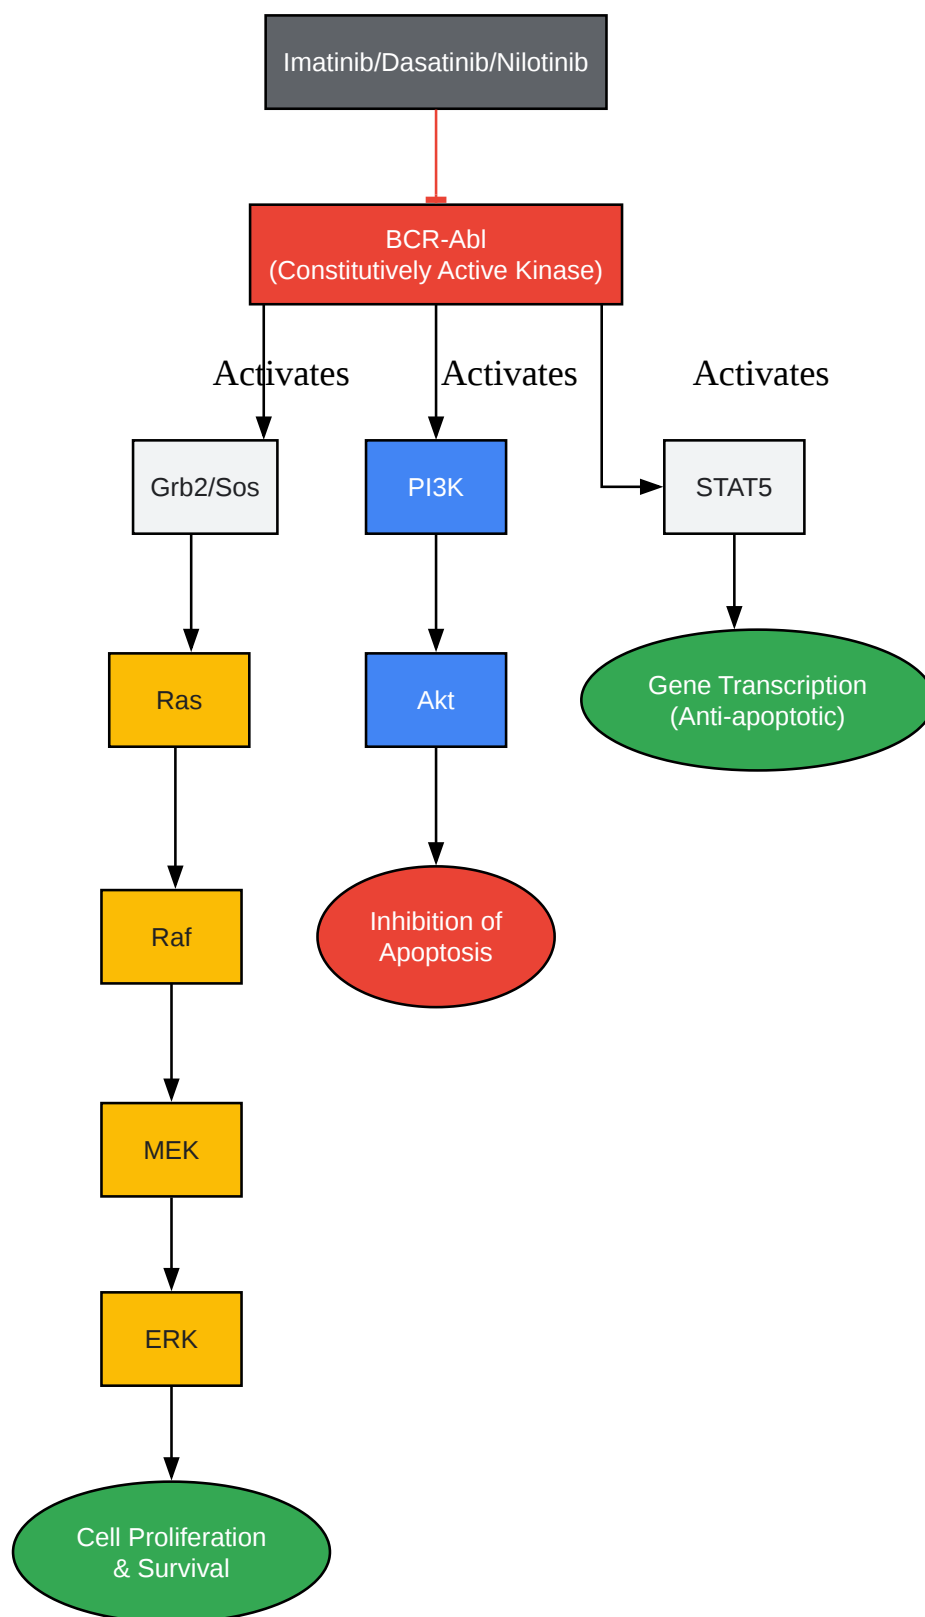 Imatinib/Dasatinib/Nilotinib
BCR-Abl
(Constitutively Active Kinase)
Activates
Activates
Activates
Grb2/Sos
PI3K
STAT5
Ras
Akt
Gene Transcription
(Anti-apoptotic)
Raf
Inhibition of
Apoptosis
MEK
ERK
Cell Proliferation
& Survival